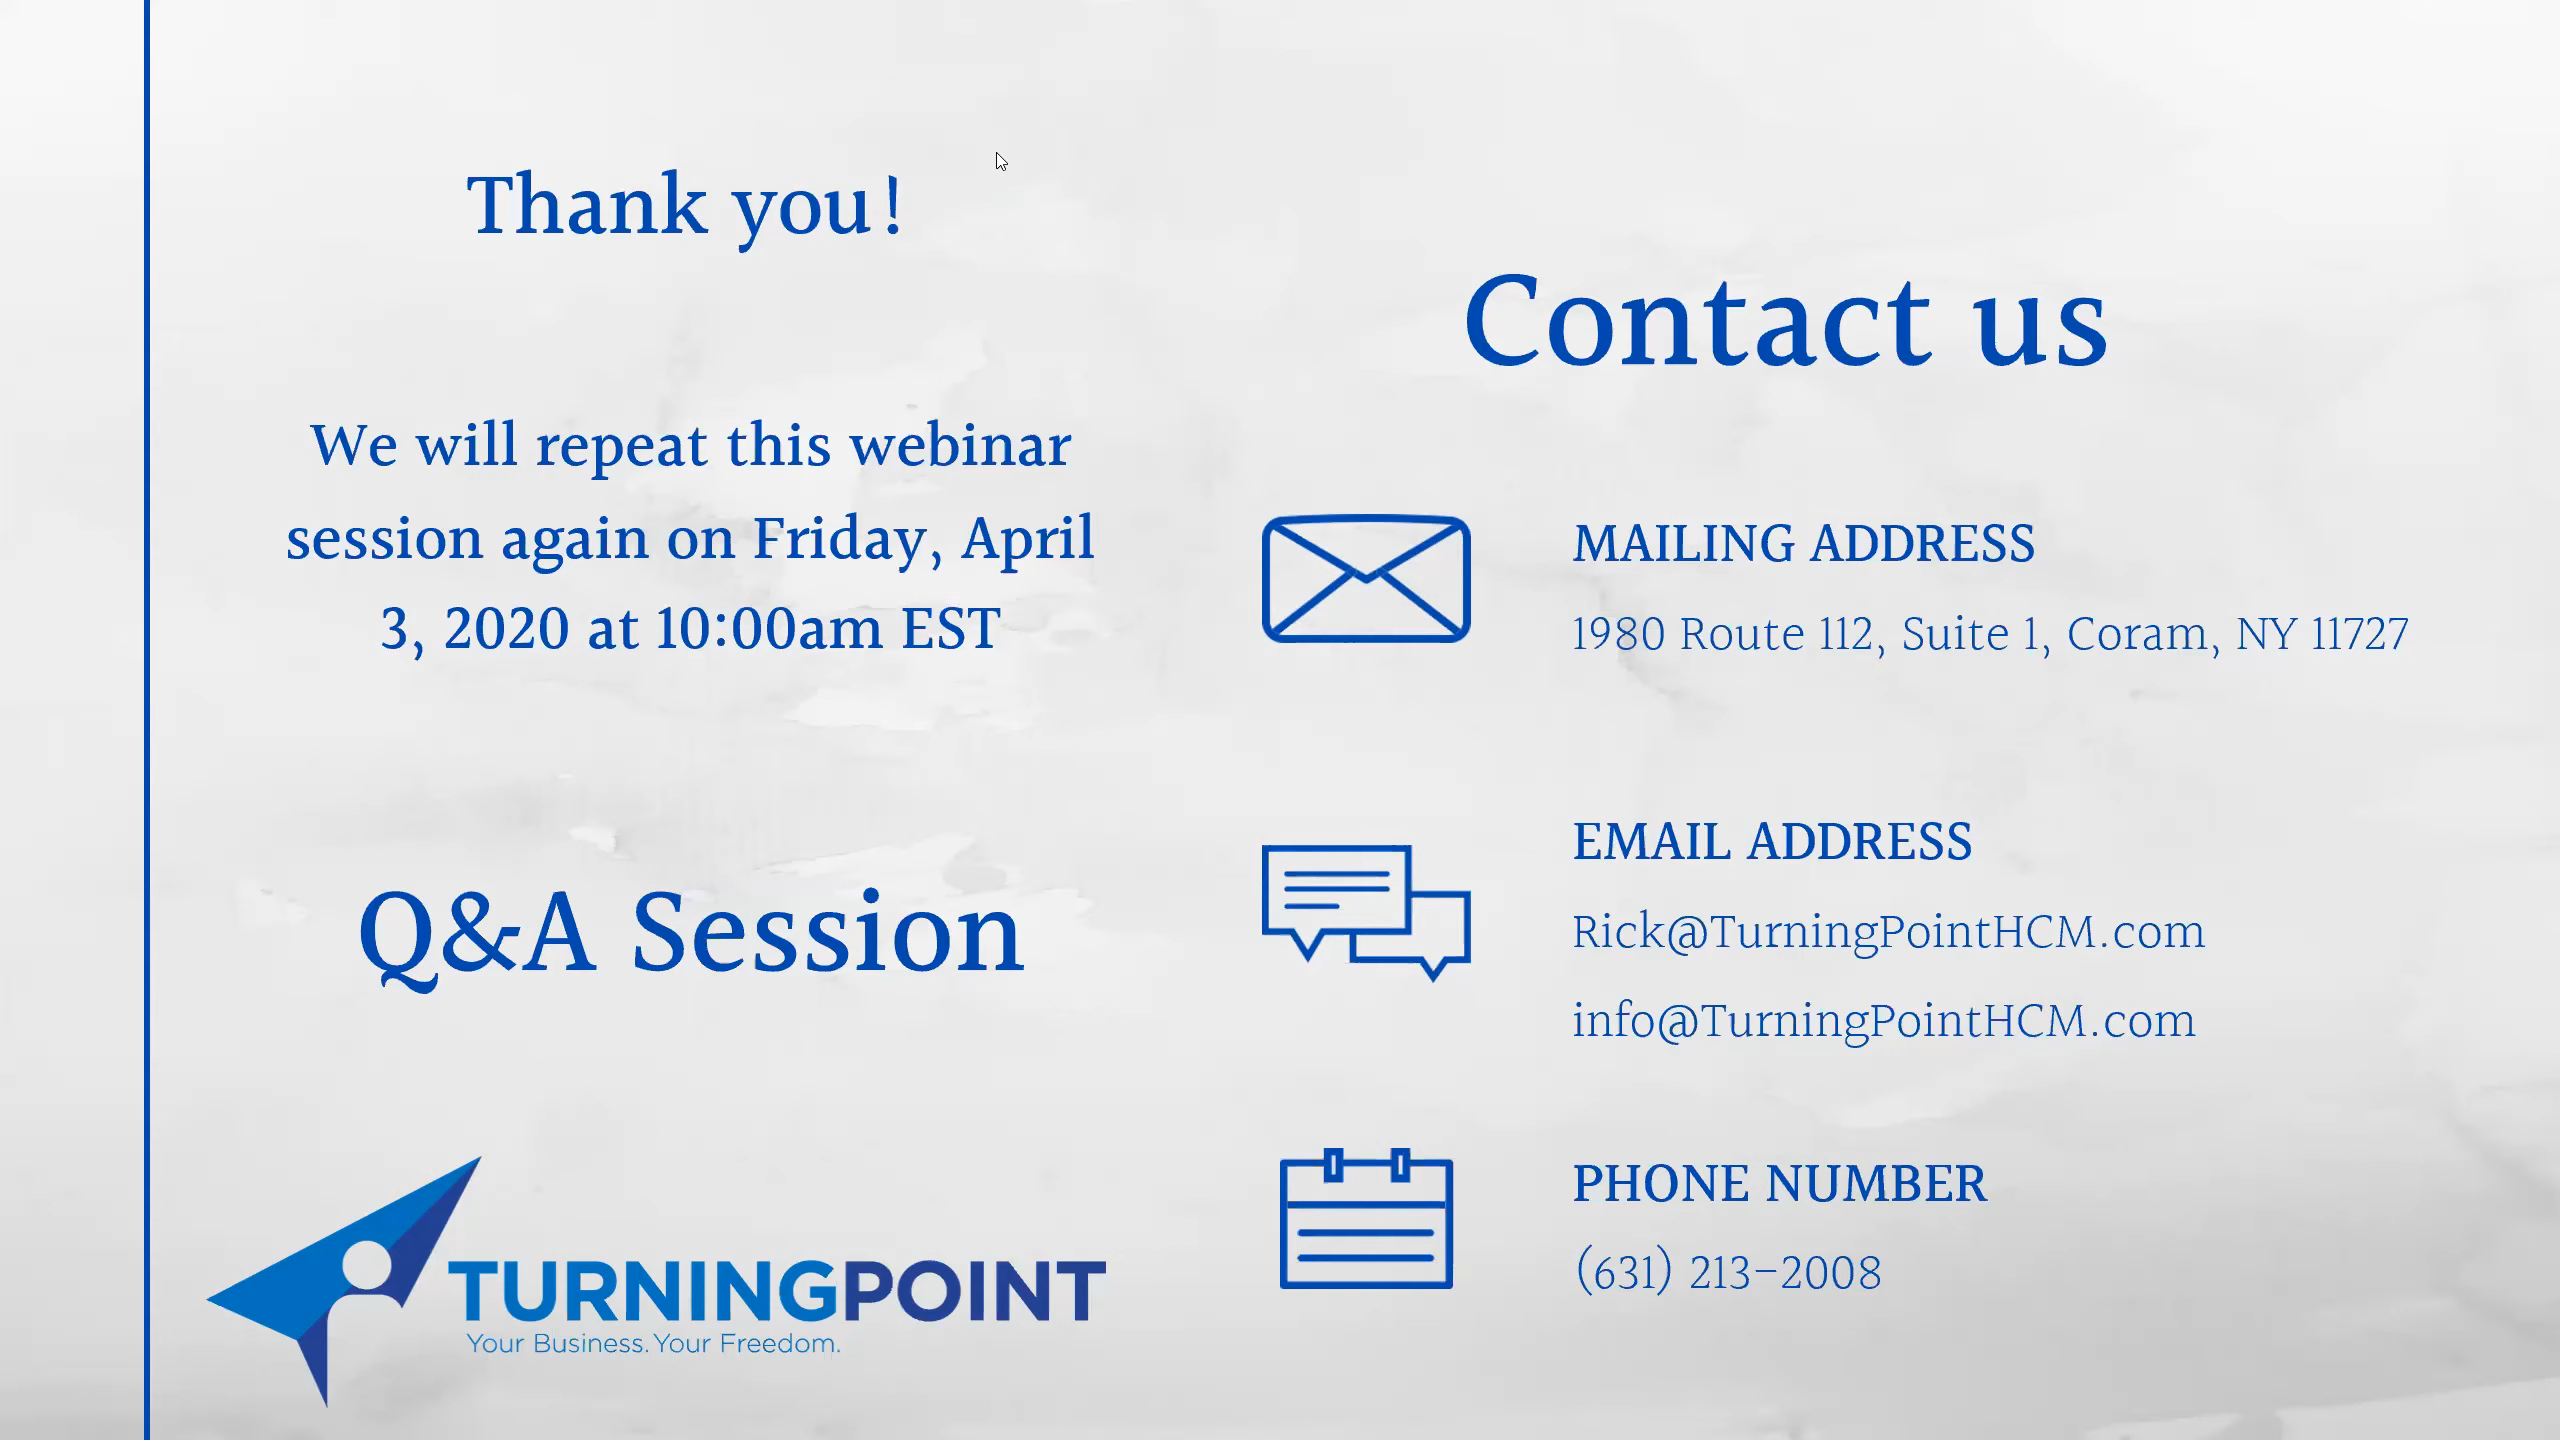 Thank you!
We will repeat this webinar
session again on Friday, April
3, 2020 at 10:00am EST
Q&A Session
TURNINGPOINT
Your Business. Your Freedom.
Contact us
MAILING ADDRESS
1980 Route 112, Suite 1, Coram, NY 11727
EMAIL ADDRESS
Rick@TurningPointHCM.com
info@TurningPointHCM.com
PHONE NUMBER
(631) 213-2008